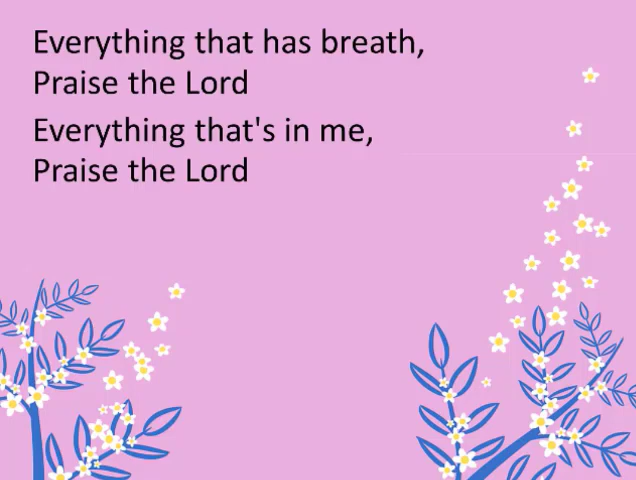 Everything that has breath,
Praise the Lord
Everything that's in me,
Praise the Lord